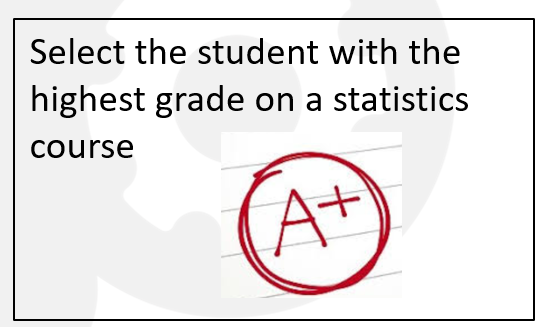 Select the student with the
highest grade on a statistics
course
A+